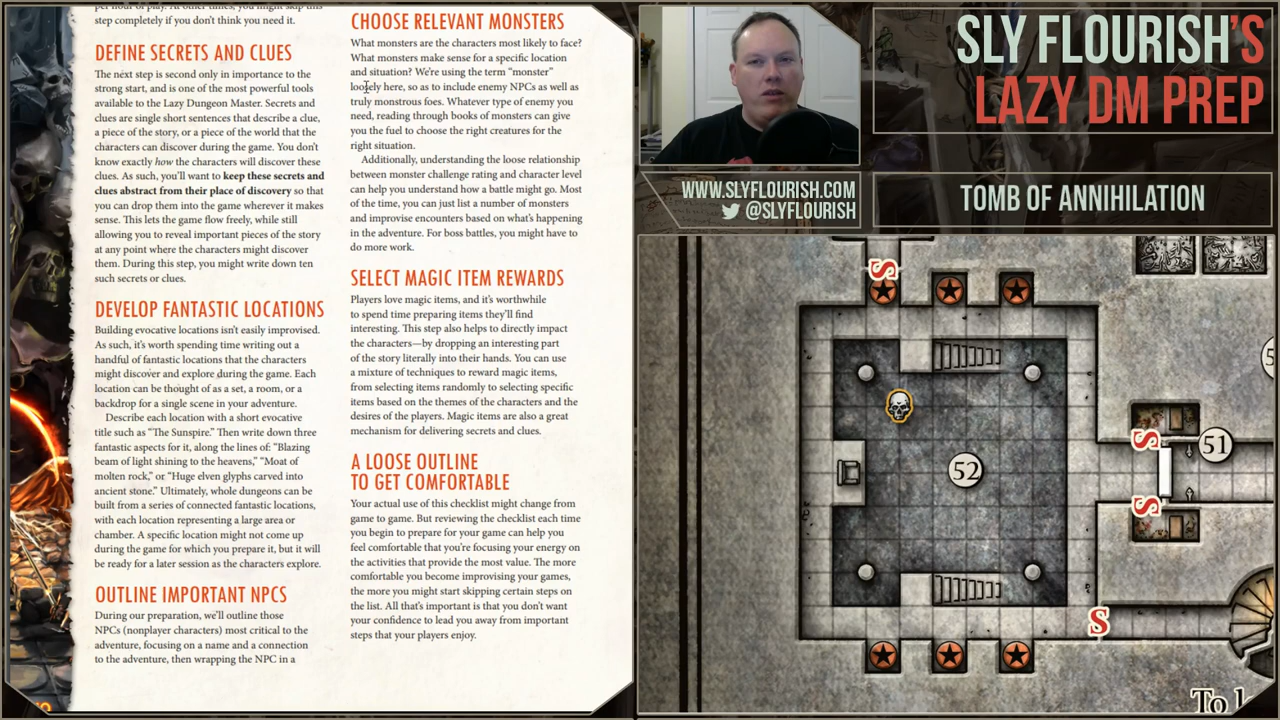 per hour of play. At other times, you might skip this
step completely if you don't think you need it.
DEFINE SECRETS AND CLUES
The next step is second only in importance to the
strong start, and is one of the most powerful tools
available to the Lazy Dungeon Master. Secrets and
clues are single short sentences that describe a clue,
a piece of the story, or a piece of the world that the
characters can discover during the game. You don't
know exactly how the characters will discover these
clues. As such, you'll want to keep these secrets and
clues abstract from their place of discovery so that
you can drop them into the game wherever it makes
sense. This lets the game flow freely, while still
allowing you to reveal important pieces of the story
at any point where the characters might discover
them. During this step, you might write down ten
such secrets or clues.
DEVELOP FANTASTIC LOCATIONS
Building evocative locations isn't easily improvised.
As such, it's worth spending time writing out a
handful of fantastic locations that the characters
might discover and explore during the game. Each
location can be thought of as a set, a room, or a
backdrop for a single scene in your adventure.
Describe each location with a short evocative
title such as “The Sunspire.” Then write down three
fantastic aspects for it, along the lines of: “Blazing
beam of light shining to the heavens,” “Moat of
molten rock,” or “Huge elven glyphs carved into
ancient stone.” Ultimately, whole dungeons can be
built from a series of connected fantastic locations,
with each location representing a large area or
chamber. A specific location might not come up
during the game for which you prepare it, but it will
be ready for a later session as the characters explore.
OUTLINE IMPORTANT NPCS
During our preparation, we'll outline those
NPCs (nonplayer characters) most critical to the
adventure, focusing on a name and a connection
to the adventure, then wrapping the NPC in a
CHOOSE RELEVANT MONSTERS
What monsters are the characters most likely to face?
What monsters make sense for a specific location
and situation? We're using the term “monster”
loosely here, so as to include enemy NPCs as well as
truly monstrous foes. Whatever type of enemy you
need, reading through books of monsters can give
you the fuel to choose the right creatures for the
right situation.
Additionally, understanding the loose relationship
between monster challenge rating and character level
can help you understand how a battle might go. Most
of the time, you can just list a number of monsters
and improvise encounters based on what's happening
in the adventure. For boss battles, you might have to
do more work.
SELECT MAGIC ITEM REWARDS
Players love magic items, and it's worthwhile
to spend time preparing items they'll find
interesting. This step also helps to directly impact
the characters—by dropping an interesting part
of the story literally into their hands. You can use
a mixture of techniques to reward magic items,
from selecting items randomly to selecting specific
items based on the themes of the characters and the
desires of the players. Magic items are also a great
mechanism for delivering secrets and clues.
A LOOSE OUTLINE
TO GET COMFORTABLE
Your actual use of this checklist might change from
game to game. But reviewing the checklist each time
you begin to prepare for your game can help you
feel comfortable that you're focusing your energy on
the activities that provide the most value. The more
comfortable you become improvising your games,
the more you might start skipping certain steps on
the list. All that's important is that you don't want
your confidence to lead you away from important
steps that your players enjoy.
WWW.SLYFLOURISH.COM
@SLYFLOURISH
SLY FLOURISH'S
LAZY DM PREP
TOMB OF ANNIHILATION
S
S
51
52
S
S
To